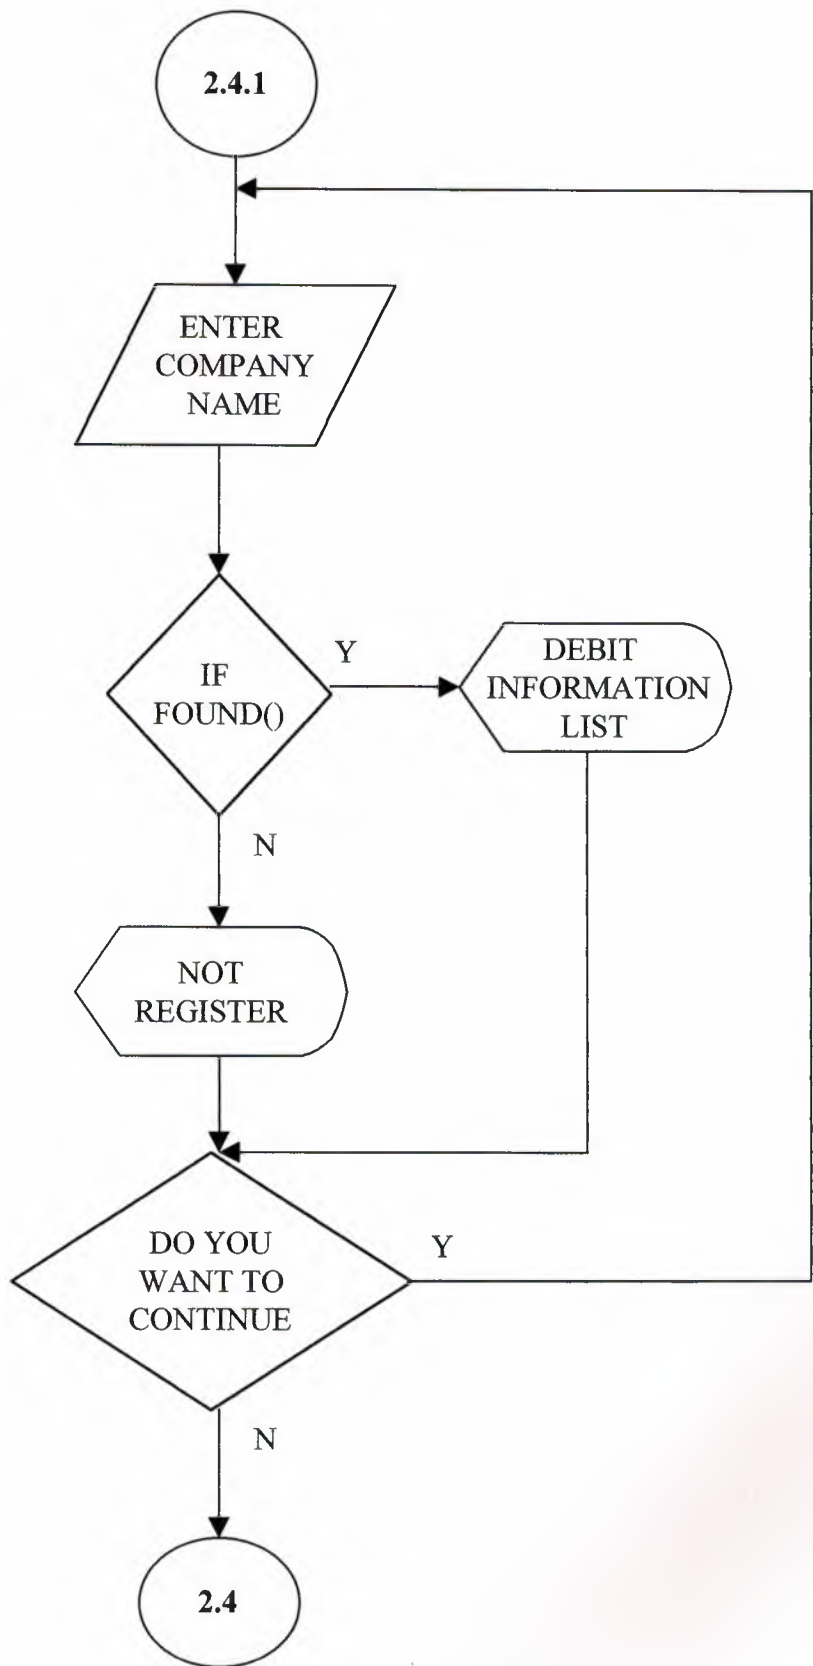 2.4.1
ENTER
COMPANY
NAME
IF
FOUND()
Y
DEBIT
INFORMATION
LIST
N
NOT
REGISTER
DO YOU
WANT TO
CONTINUE
Y
N
2.4